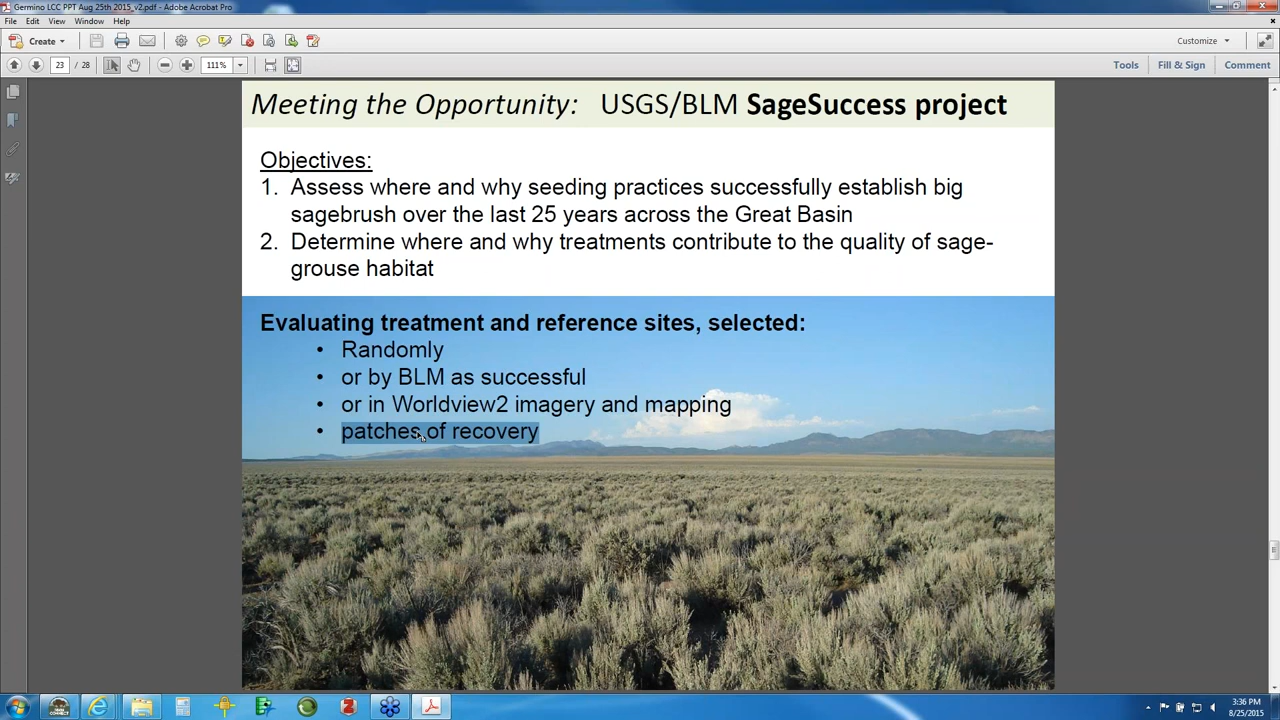 Germino LCC PPT Aug 25th 2015_v2.pdf - Adobe Acrobat Pro
File Edit View Window Help
Create Customize
23 / 28 111% Tools Fill & Sign Comment
Meeting the Opportunity: USGS/BLM SageSuccess project
Objectives:
1. Assess where and why seeding practices successfully establish big
sagebrush over the last 25 years across the Great Basin
2. Determine where and why treatments contribute to the quality of sage-
grouse habitat
Evaluating treatment and reference sites, selected:
• Randomly
• or by BLM as successful
• or in Worldview2 imagery and mapping
• patches of recovery
3:36 PM
8/25/2015